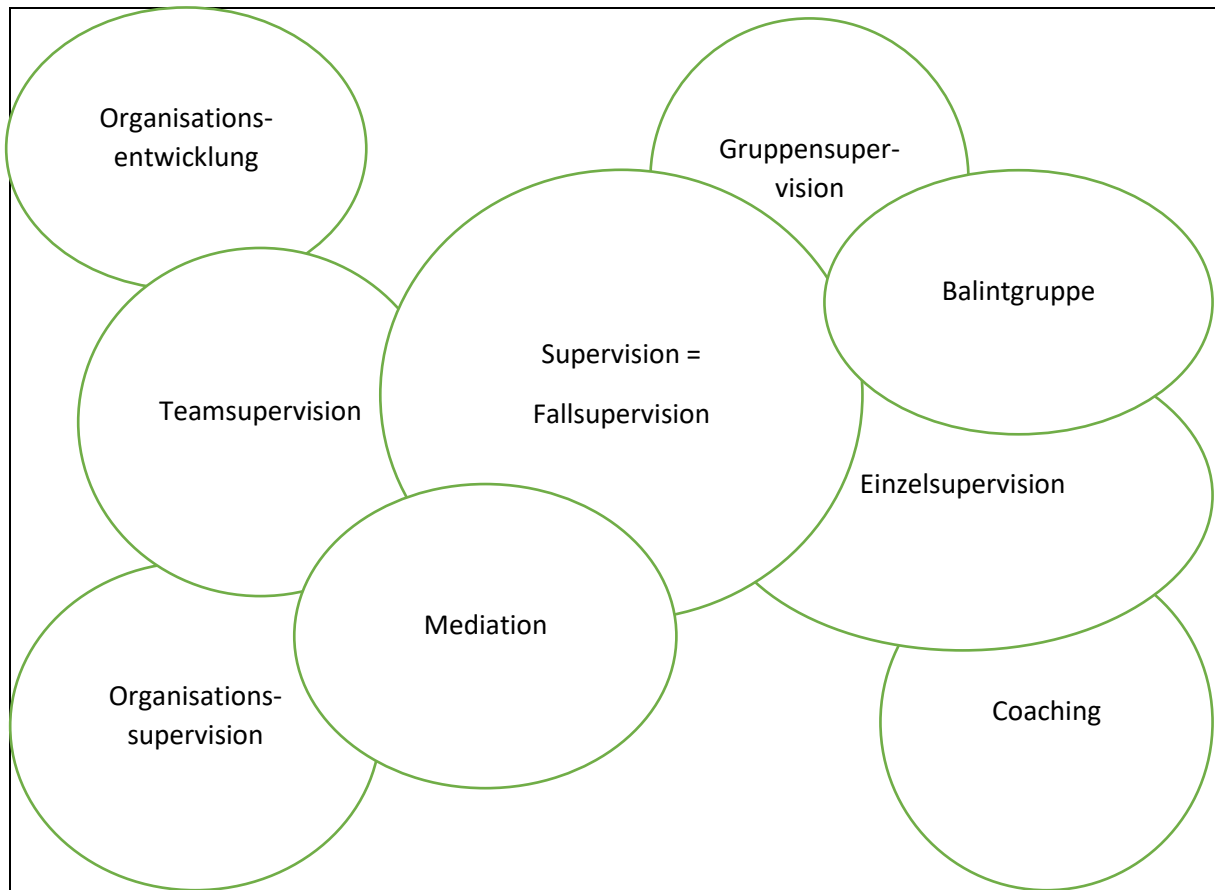 Organisations-
entwicklung
Gruppensuper-
vision
Balintgruppe
Supervision =
Fallsupervision
Teamsupervision
Einzelsupervision
Mediation
Organisations-
supervision
Coaching